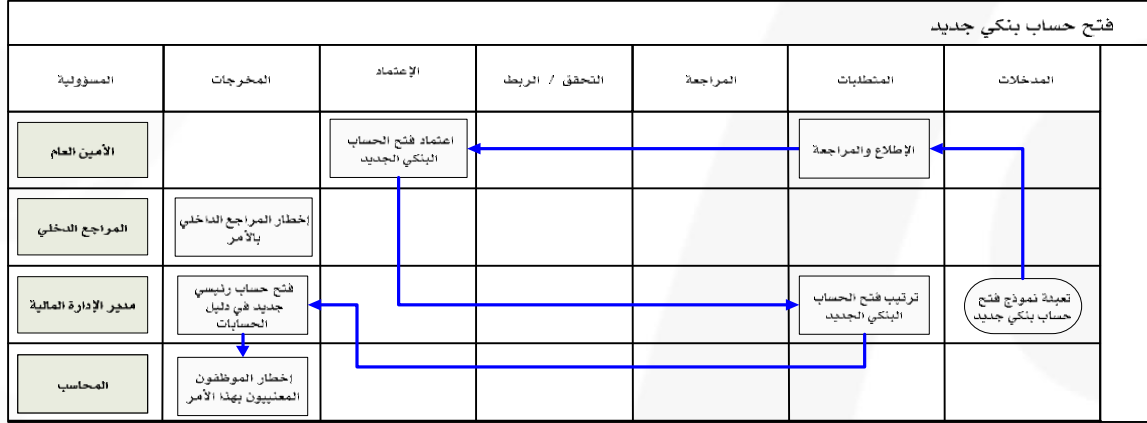 فتح حساب بنكي جديد
المدخلات
المتطلبات
المراجعة
التحقق / الربط
الإعتماد
المخرجات
المسؤولية
الإطلاع والمراجعة
اعتماد فتح الحساب
البنكي الجديد
الأمين العام
إخطار المراجع الداخلي
بالأمر
المراجع الدخلي
تعبئة نموذج فتح
حساب بنكي جديد
ترتيب فتح الحساب
البنكي الجديد
فتح حساب رئيسي
جديد في دليل
الحسابات
مدير الإدارة المالية
إخطار الموظفون
المعنييون بهذا الأمر
المحاسب